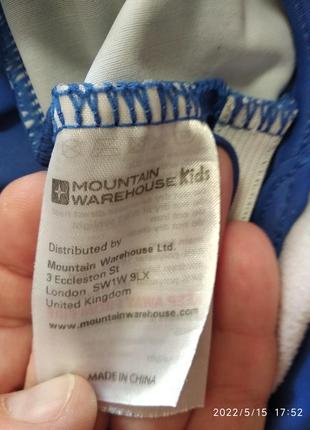 MOUNTAIN
WAREHOUSE Kids
Distributed by
Mountain Warehouse Ltd.
3 Eccleston St
London SW1W 9LX
United Kingdom
www.mountainwarehouse.com
MADE IN CHINA
2022/5/15 17:52